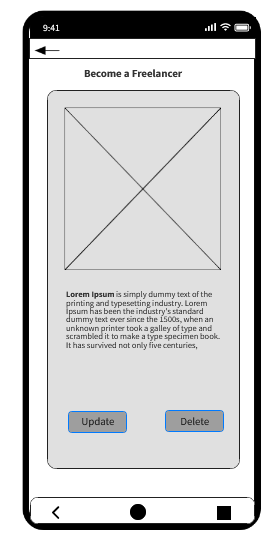 9:41
Become a Freelancer
Lorem Ipsum is simply dummy text of the
printing and typesetting industry. Lorem
Ipsum has been the industry's standard
dummy text ever since the 1500s, when an
unknown printer took a galley of type and
scrambled it to make a type specimen book.
It has survived not only five centuries,
Update
Delete